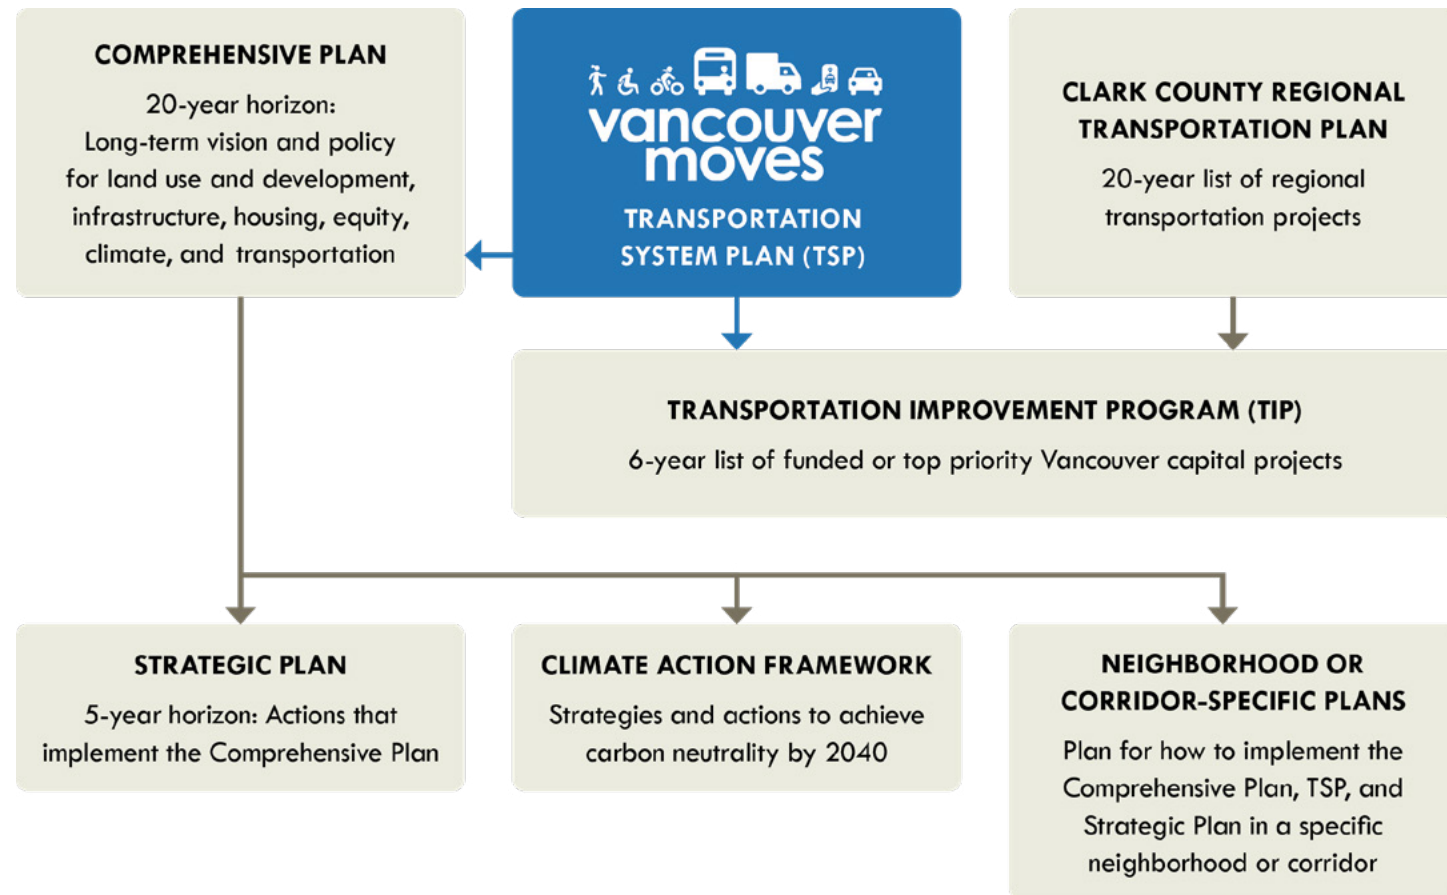 COMPREHENSIVE PLAN
20-year horizon:
Long-term vision and policy
for land use and development,
infrastructure, housing, equity,
climate, and transportation
vancouver
moves
TRANSPORTATION
SYSTEM PLAN (TSP)
CLARK COUNTY REGIONAL
TRANSPORTATION PLAN
20-year list of regional
transportation projects
TRANSPORTATION IMPROVEMENT PROGRAM (TIP)
6-year list of funded or top priority Vancouver capital projects
STRATEGIC PLAN
5-year horizon: Actions that
implement the Comprehensive Plan
CLIMATE ACTION FRAMEWORK
Strategies and actions to achieve
carbon neutrality by 2040
NEIGHBORHOOD OR
CORRIDOR-SPECIFIC PLANS
Plan for how to implement the
Comprehensive Plan, TSP, and
Strategic Plan in a specific
neighborhood or corridor